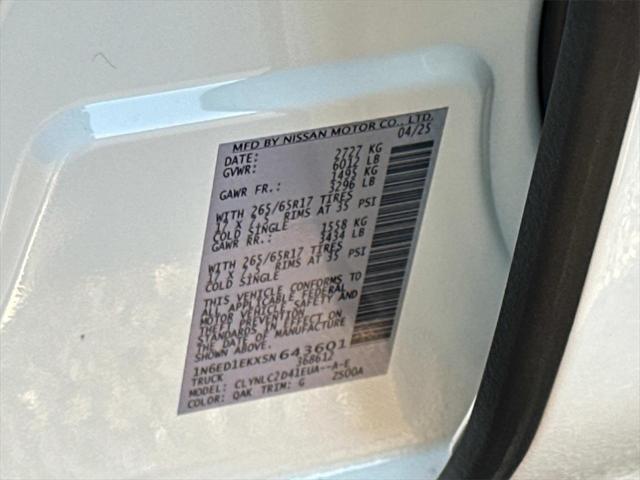 MFD BY NISSAN MOTOR CO., LTD.
DATE: 04/25
GVWR: 2727 KG
6012 LB
GAWR FR.: 1495 KG
3296 LB
WITH 265/65R17 TIRES
17 X 7.5 RIMS AT 35 PSI
COLD SINGLE
GAWR RR.: 1558 KG
3434 LB
WITH 265/65R17 TIRES
17 X 7.5 RIMS AT 35 PSI
COLD SINGLE
THIS VEHICLE CONFORMS TO
ALL APPLICABLE FEDERAL
MOTOR VEHICLE SAFETY AND
THEFT PREVENTION
STANDARDS IN EFFECT ON
THE DATE OF MANUFACTURE
SHOWN ABOVE
1N6ED1EKXSN643601
TRUCK 368612
MODEL: CLYNLC2D41EUA--A-E
COLOR: QAK TRIM: G 2S00A